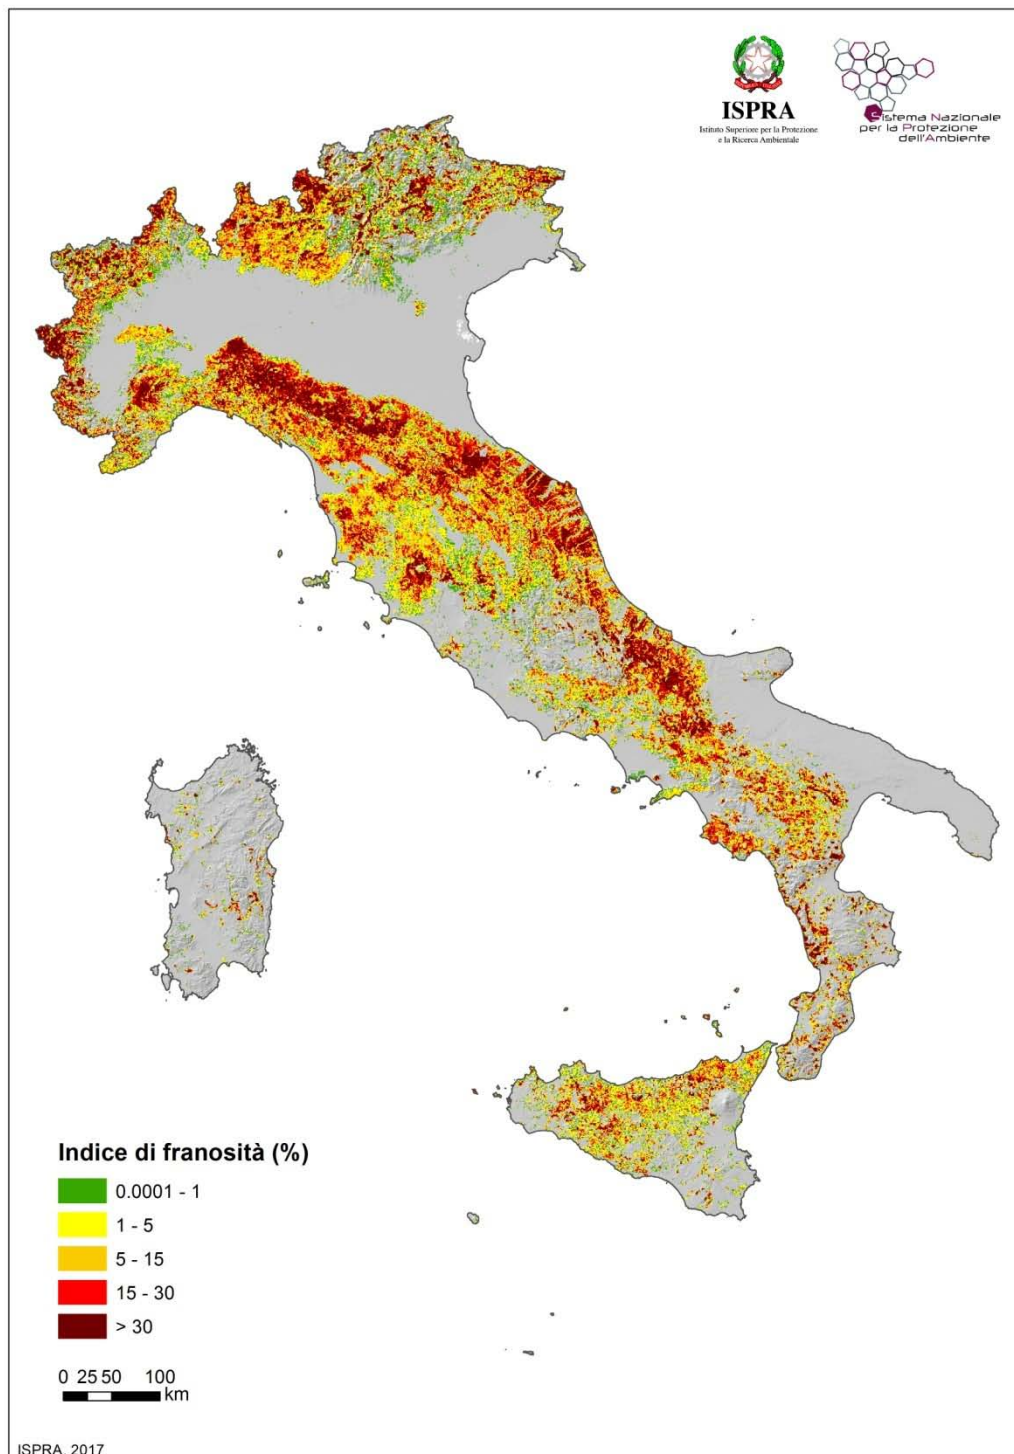 ISPRA
Istituto Superiore per la Protezione
e la Ricerca Ambientale
Sistema Nazionale
per la Protezione
dell'Ambiente
Indice di franosità (%)
0.0001 - 1
1 - 5
5 - 15
15 - 30
> 30
0 25 50 100
km
ISPRA, 2017